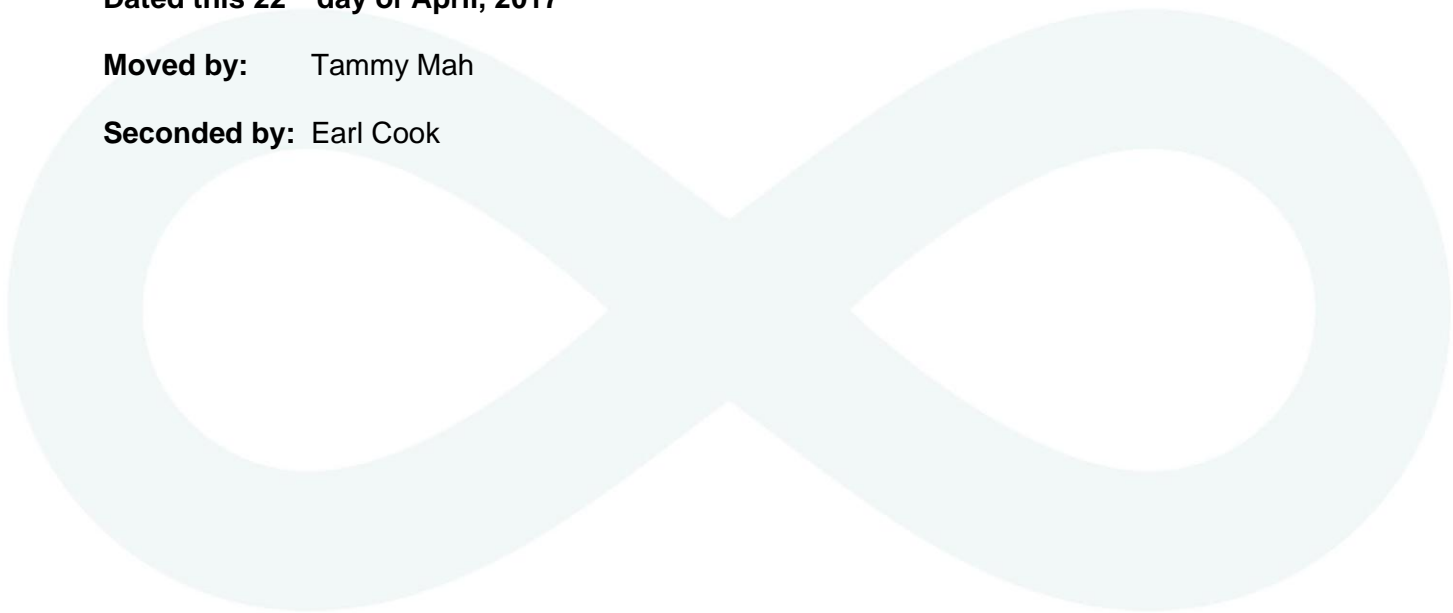 Dated this 22 day of April, 2017
Moved by: Tammy Mah
Seconded by: Earl Cook